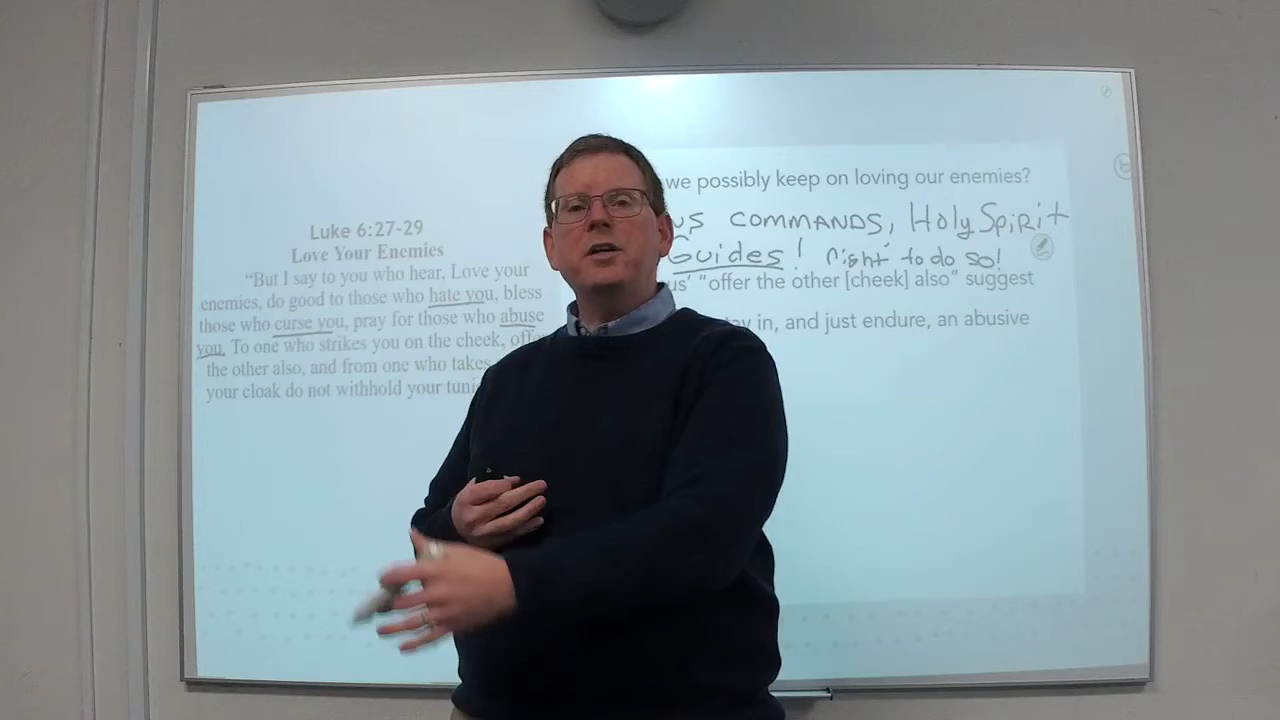 Luke 6:27-29
Love Your Enemies
“But I say to you who hear, Love your
enemies, do good to those who hate you, bless
those who curse you, pray for those who abuse
you. To one who strikes you on the cheek,
the other also, and from one who takes
your cloak do not withhold your
we possibly keep on loving our enemies?
COMMANDS, Holy Spirit
Guides! Right to do so!
“offer the other [cheek] also” suggest
in, and just endure, an abusive